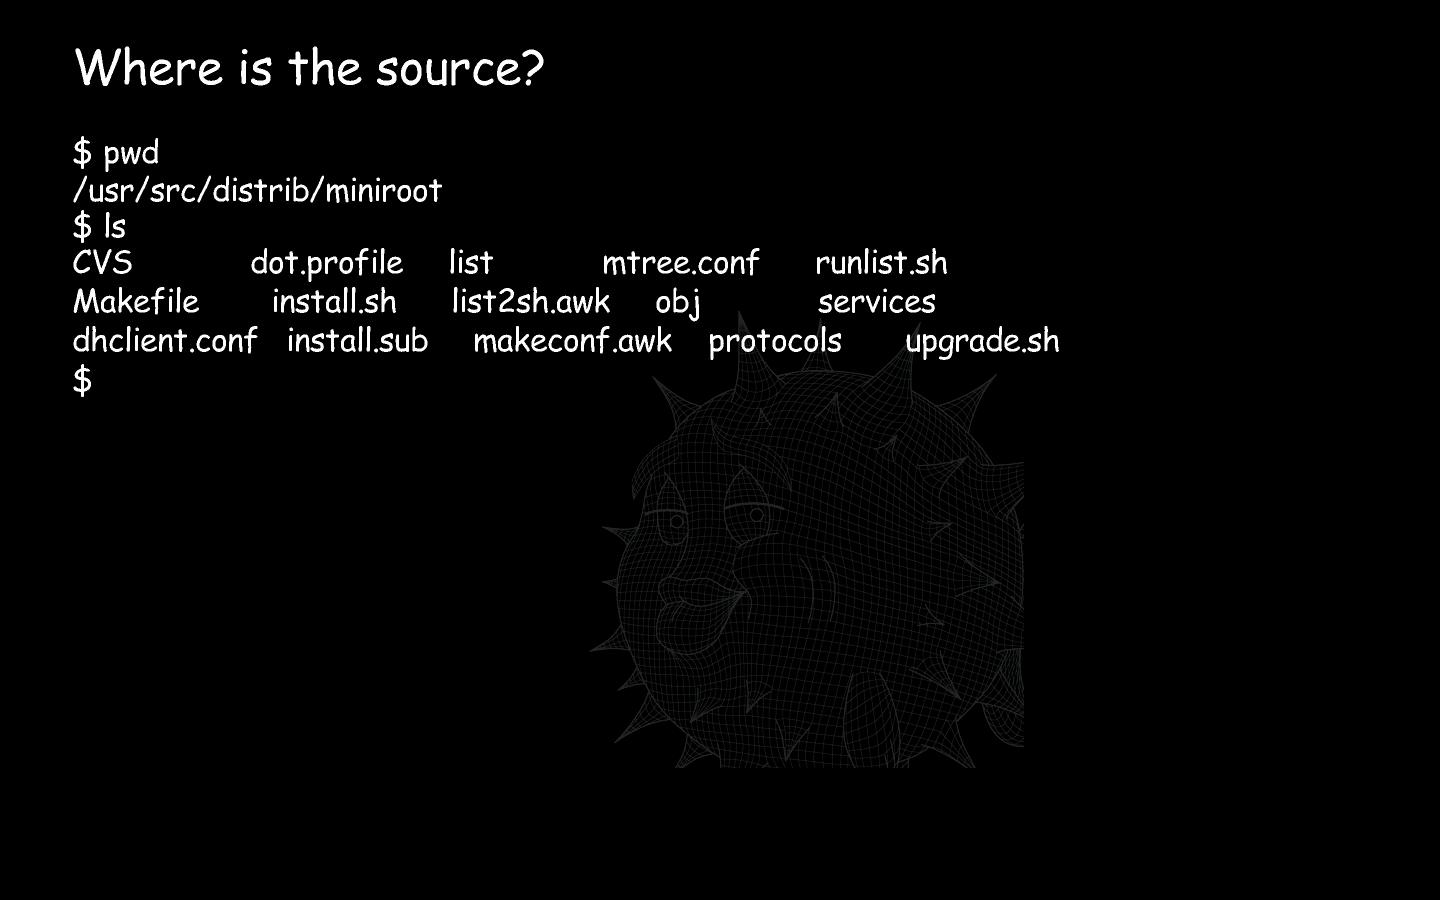 Where is the source?
$ pwd
/usr/src/distrib/miniroot
$ ls
CVS dot.profile list mtree.conf runlist.sh
Makefile install.sh list2sh.awk obj services
dhclient.conf install.sub makeconf.awk protocols upgrade.sh
$